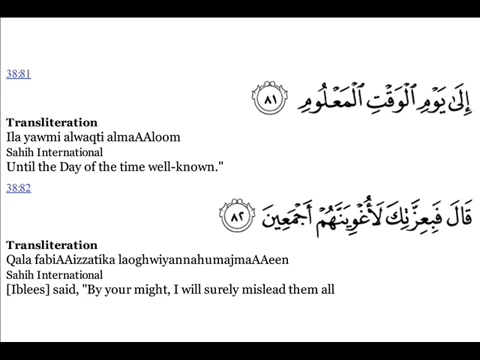 38:81
إِلَىٰ يَوْمِ الْوَقْتِ الْمَعْلُومِ ﴿٨١﴾
Transliteration
Ila yawmi alwaqti almaAAloom
Sahih International
Until the Day of the time well-known."
38:82
قَالَ فَبِعِزَّتِكَ لَأُغْوِيَنَّهُمْ أَجْمَعِينَ ﴿٨٢﴾
Transliteration
Qala fabiAAizzatika laoghwiyannahumajmaAAeen
Sahih International
[Iblees] said, "By your might, I will surely mislead them all